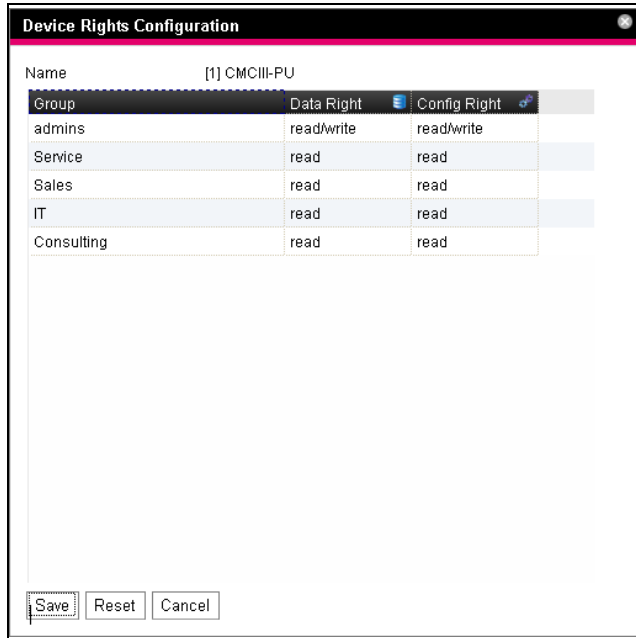 Device Rights Configuration
Name [1] CMCIII-PU
Group Data Right Config Right
admins read/write read/write
Service read read
Sales read read
IT read read
Consulting read read
Save Reset Cancel